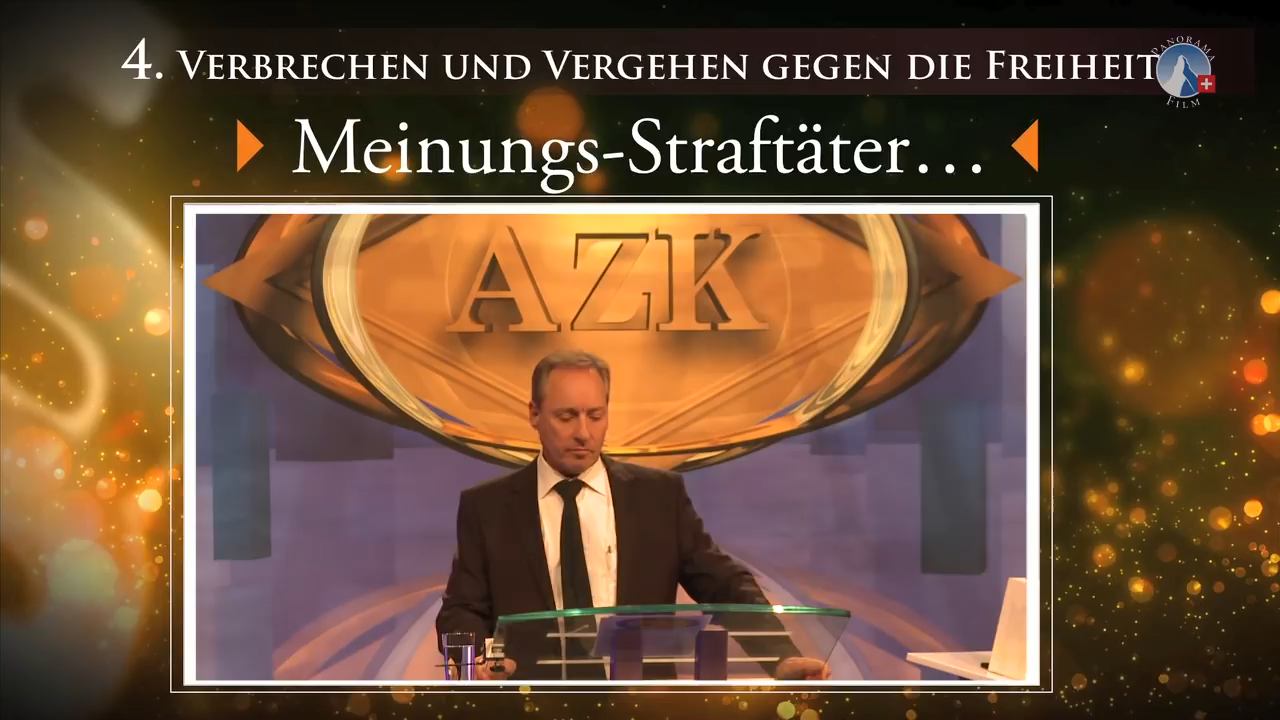 4. Verbrechen und Vergehen gegen die Freiheit
PANORAMA
FILM
Meinungs-Straftäter...
AZK